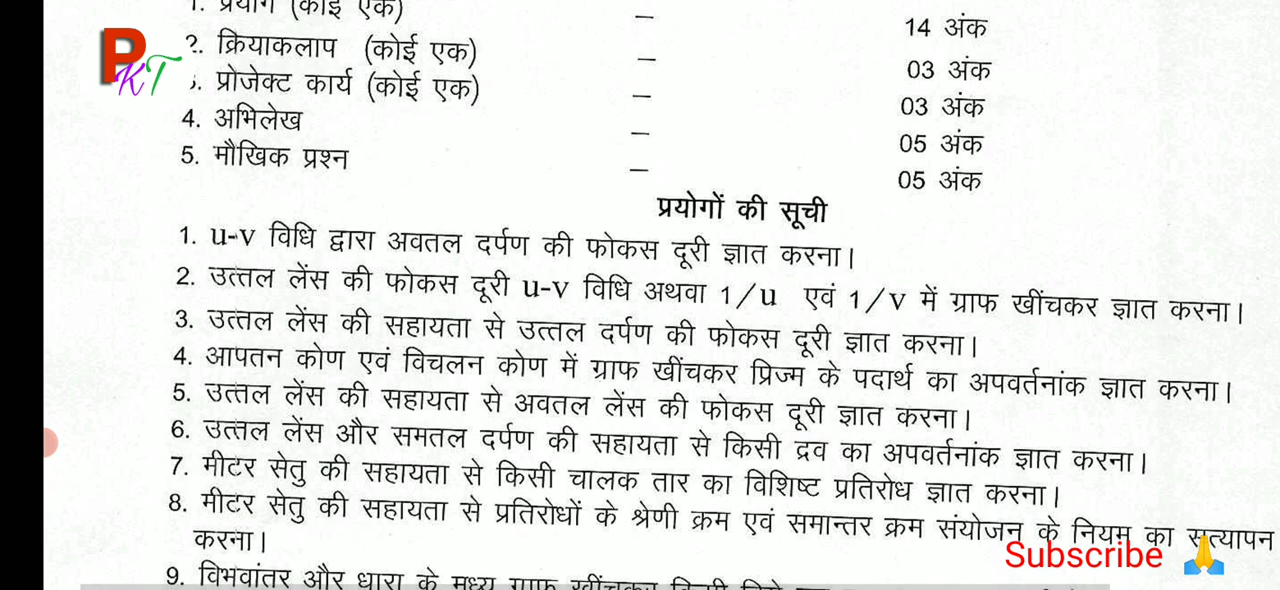 1. प्रयोग (कोई एक) – 14 अंक
2. क्रियाकलाप (कोई एक) – 03 अंक
. प्रोजेक्ट कार्य (कोई एक) – 03 अंक
4. अभिलेख – 05 अंक
5. मौखिक प्रश्न – 05 अंक
PKT
प्रयोगों की सूची
1. u-v विधि द्वारा अवतल दर्पण की फोकस दूरी ज्ञात करना।
2. उत्तल लेंस की फोकस दूरी u-v विधि अथवा 1/u एवं 1/v में ग्राफ खींचकर ज्ञात करना।
3. उत्तल लेंस की सहायता से उत्तल दर्पण की फोकस दूरी ज्ञात करना।
4. आपतन कोण एवं विचलन कोण में ग्राफ खींचकर प्रिज्म के पदार्थ का अपवर्तनांक ज्ञात करना।
5. उत्तल लेंस की सहायता से अवतल लेंस की फोकस दूरी ज्ञात करना।
6. उत्तल लेंस और समतल दर्पण की सहायता से किसी द्रव का अपवर्तनांक ज्ञात करना।
7. मीटर सेतु की सहायता से किसी चालक तार का विशिष्ट प्रतिरोध ज्ञात करना।
8. मीटर सेतु की सहायता से प्रतिरोधों के श्रेणी क्रम एवं समान्तर क्रम संयोजन के नियम का सत्यापन
करना।
Subscribe 🙏
9. विभवांतर और धारा के मध्य ग्राफ खींचकर किसी